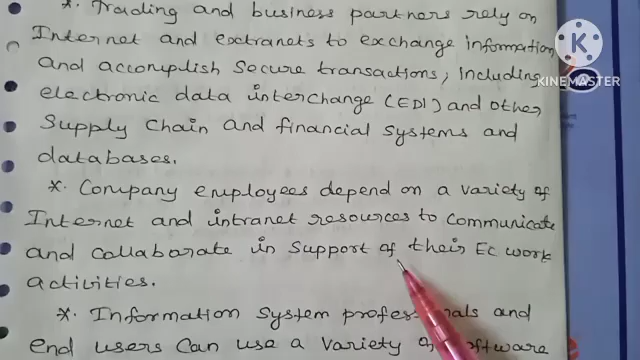 *. Trading and business partners rely on
Internet and extranets to exchange information
and accomplish secure transactions, including
electronic data interchange (EDI) and other
Supply chain and financial systems and
databases.
*. Company employees depend on a variety of
Internet and intranet resources to communicate
and collaborate in support of their EC work
activities.
*. Information system professionals and
end users can use a variety of software
KINEMASTER